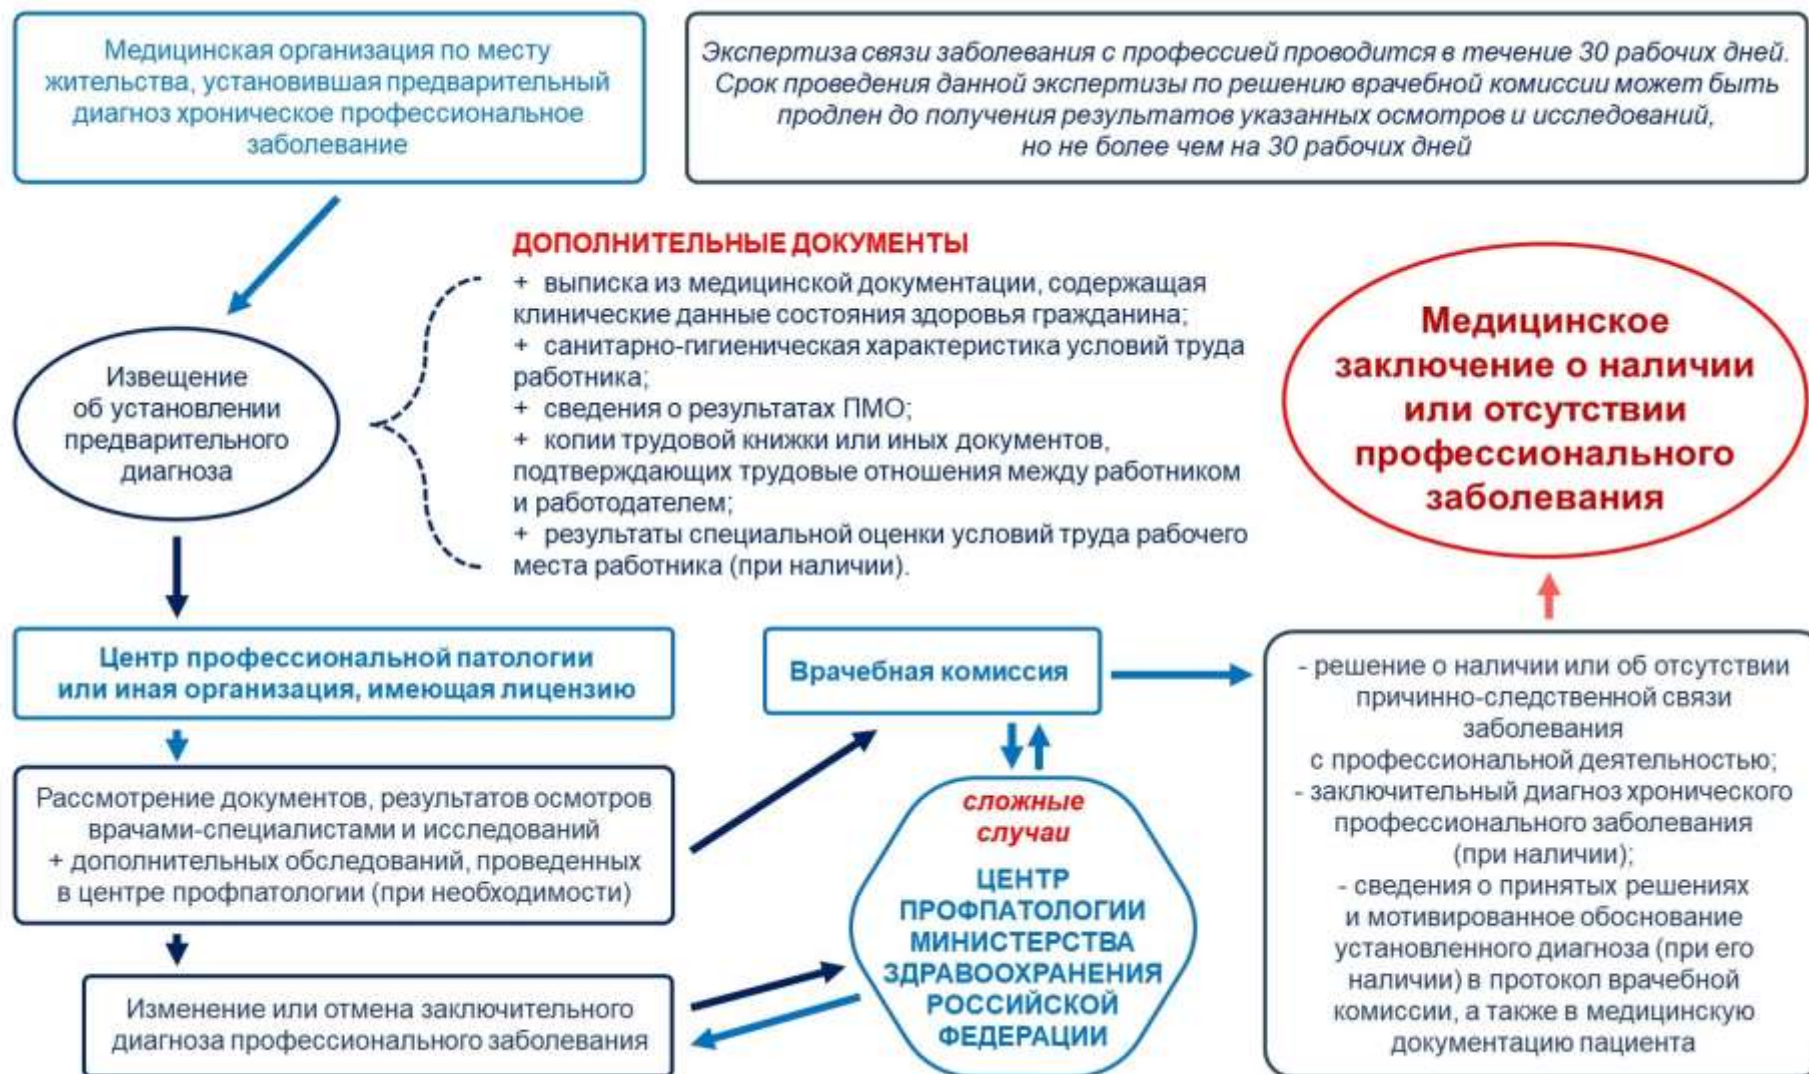 Медицинская организация по месту
жительства, установившая предварительный
диагноз хроническое профессиональное
заболевание
Экспертиза связи заболевания с профессией проводится в течение 30 рабочих дней.
Срок проведения данной экспертизы по решению врачебной комиссии может быть
продлен до получения результатов указанных осмотров и исследований,
но не более чем на 30 рабочих дней
ДОПОЛНИТЕЛЬНЫЕ ДОКУМЕНТЫ
+ выписка из медицинской документации, содержащая
клинические данные состояния здоровья гражданина;
+ санитарно-гигиеническая характеристика условий труда
работника;
+ сведения о результатах ПМО;
+ копии трудовой книжки или иных документов,
подтверждающих трудовые отношения между работником
и работодателем;
+ результаты специальной оценки условий труда рабочего
места работника (при наличии).
Извещение
об установлении
предварительного
диагноза
Медицинское
заключение о наличии
или отсутствии
профессионального
заболевания
Центр профессиональной патологии
или иная организация, имеющая лицензию
Врачебная комиссия
- решение о наличии или об отсутствии
причинно-следственной связи
заболевания
с профессиональной деятельностью;
- заключительный диагноз хронического
профессионального заболевания
(при наличии);
- сведения о принятых решениях
и мотивированное обоснование
установленного диагноза (при его
наличии) в протокол врачебной
комиссии, а также в медицинскую
документацию пациента
Рассмотрение документов, результатов осмотров
врачами-специалистами и исследований
+ дополнительных обследований, проведенных
в центре профпатологии (при необходимости)
сложные
случаи
ЦЕНТР
ПРОФПАТОЛОГИИ
МИНИСТЕРСТВА
ЗДРАВООХРАНЕНИЯ
РОССИЙСКОЙ
ФЕДЕРАЦИИ
Изменение или отмена заключительного
диагноза профессионального заболевания